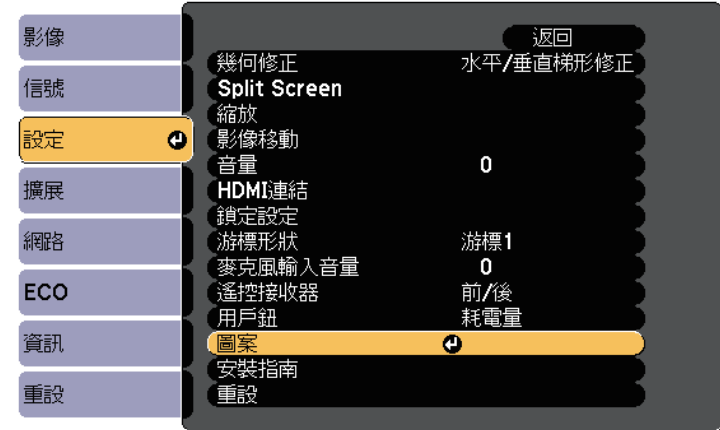 影像
信號
設定
擴展
網路
ECO
資訊
重設
返回
幾何修正 水平/垂直梯形修正
Split Screen
縮放
影像移動
音量 0
HDMI連結
鎖定設定
游標形狀 游標1
麥克風輸入音量 0
遙控接收器 前/後
用戶鈕 耗電量
圖案
安裝指南
重設